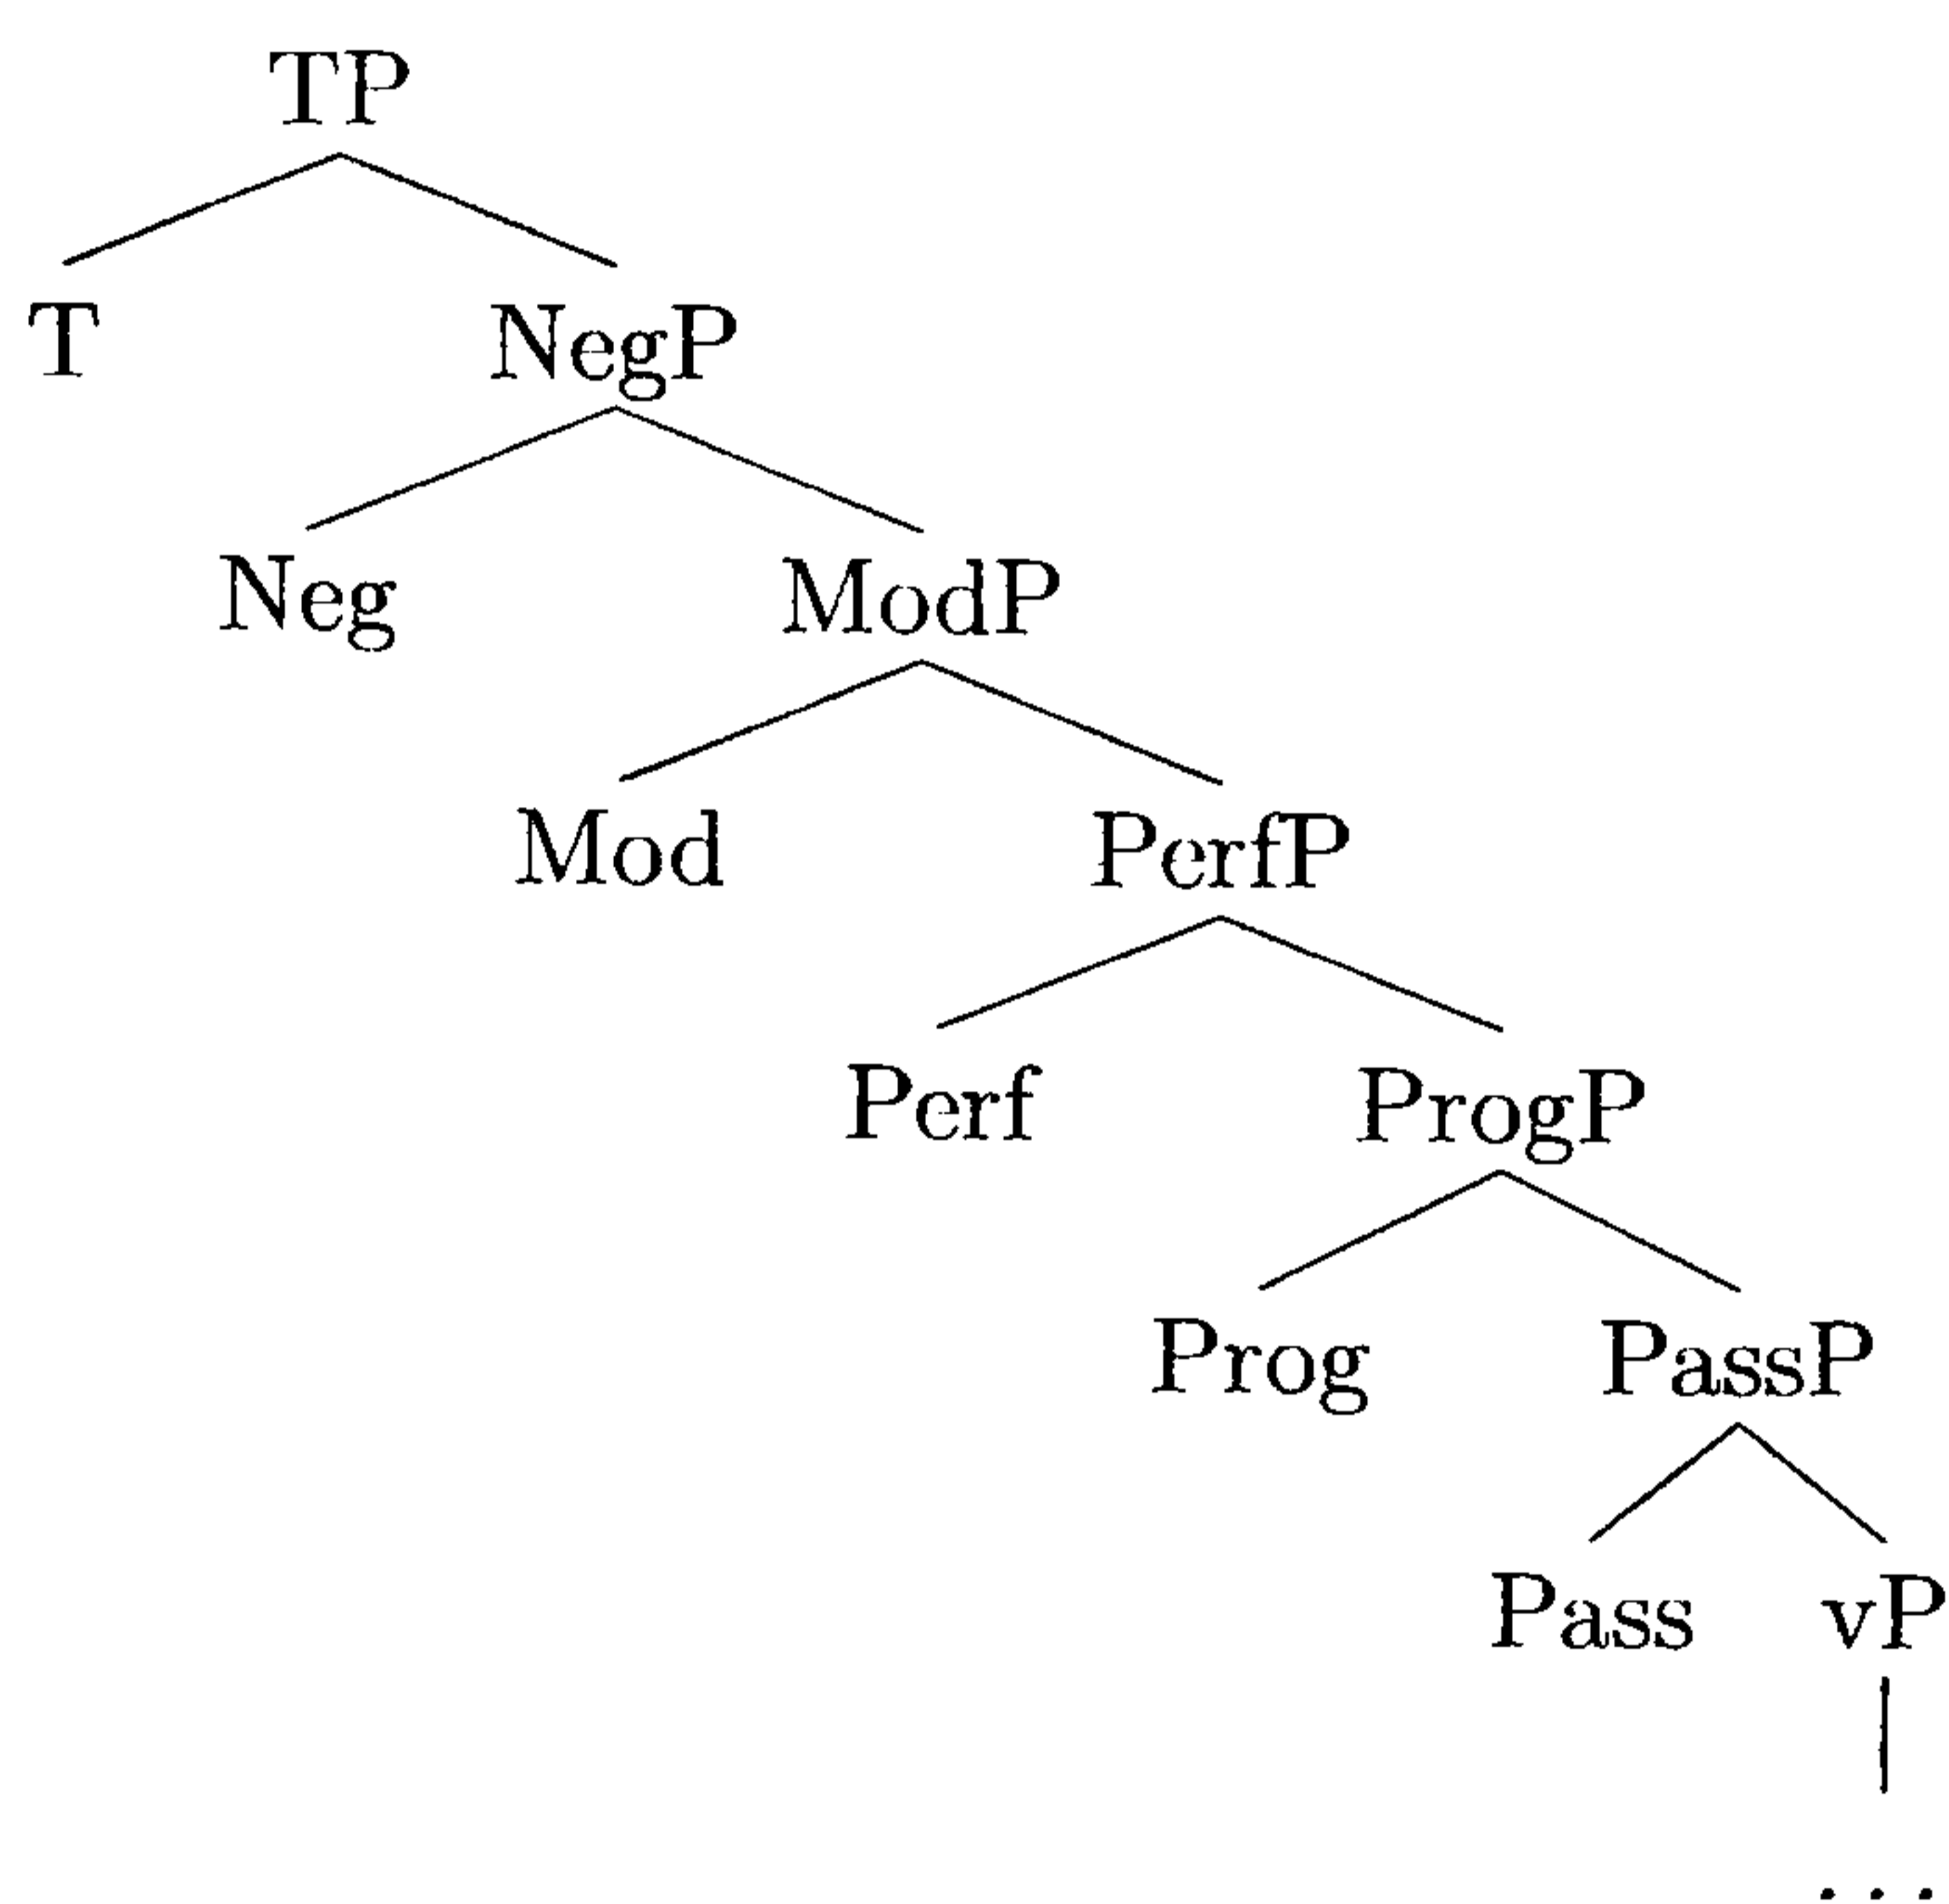 TP
T NegP
Neg ModP
Mod PerfP
Perf ProgP
Prog PassP
Pass vP
...